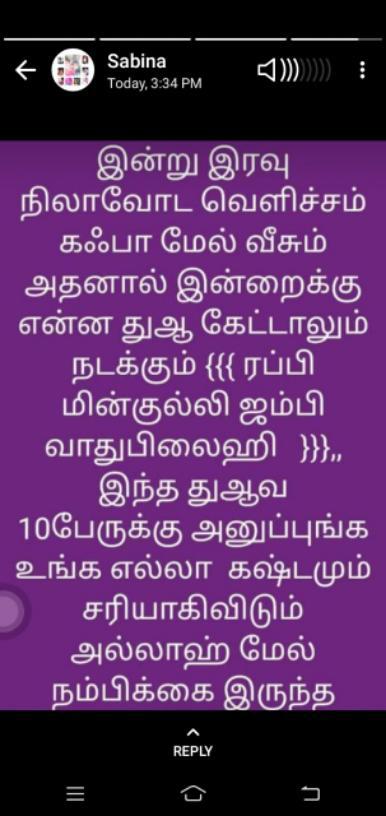 Sabina
Today, 3:34 PM
இன்று இரவு
நிலாவோட வெளிச்சம்
கஃபா மேல் வீசும்
அதனால் இன்றைக்கு
என்ன துஆ கேட்டாலும்
நடக்கும் {{{ ரப்பி
மின்குல்லி ஜம்பி
வாதுபிலைஹி }}},,
இந்த துஆவ
10பேருக்கு அனுப்புங்க
உங்க எல்லா கஷ்டமும்
சரியாகிவிடும்
அல்லாஹ் மேல்
நம்பிக்கை இருந்த
REPLY